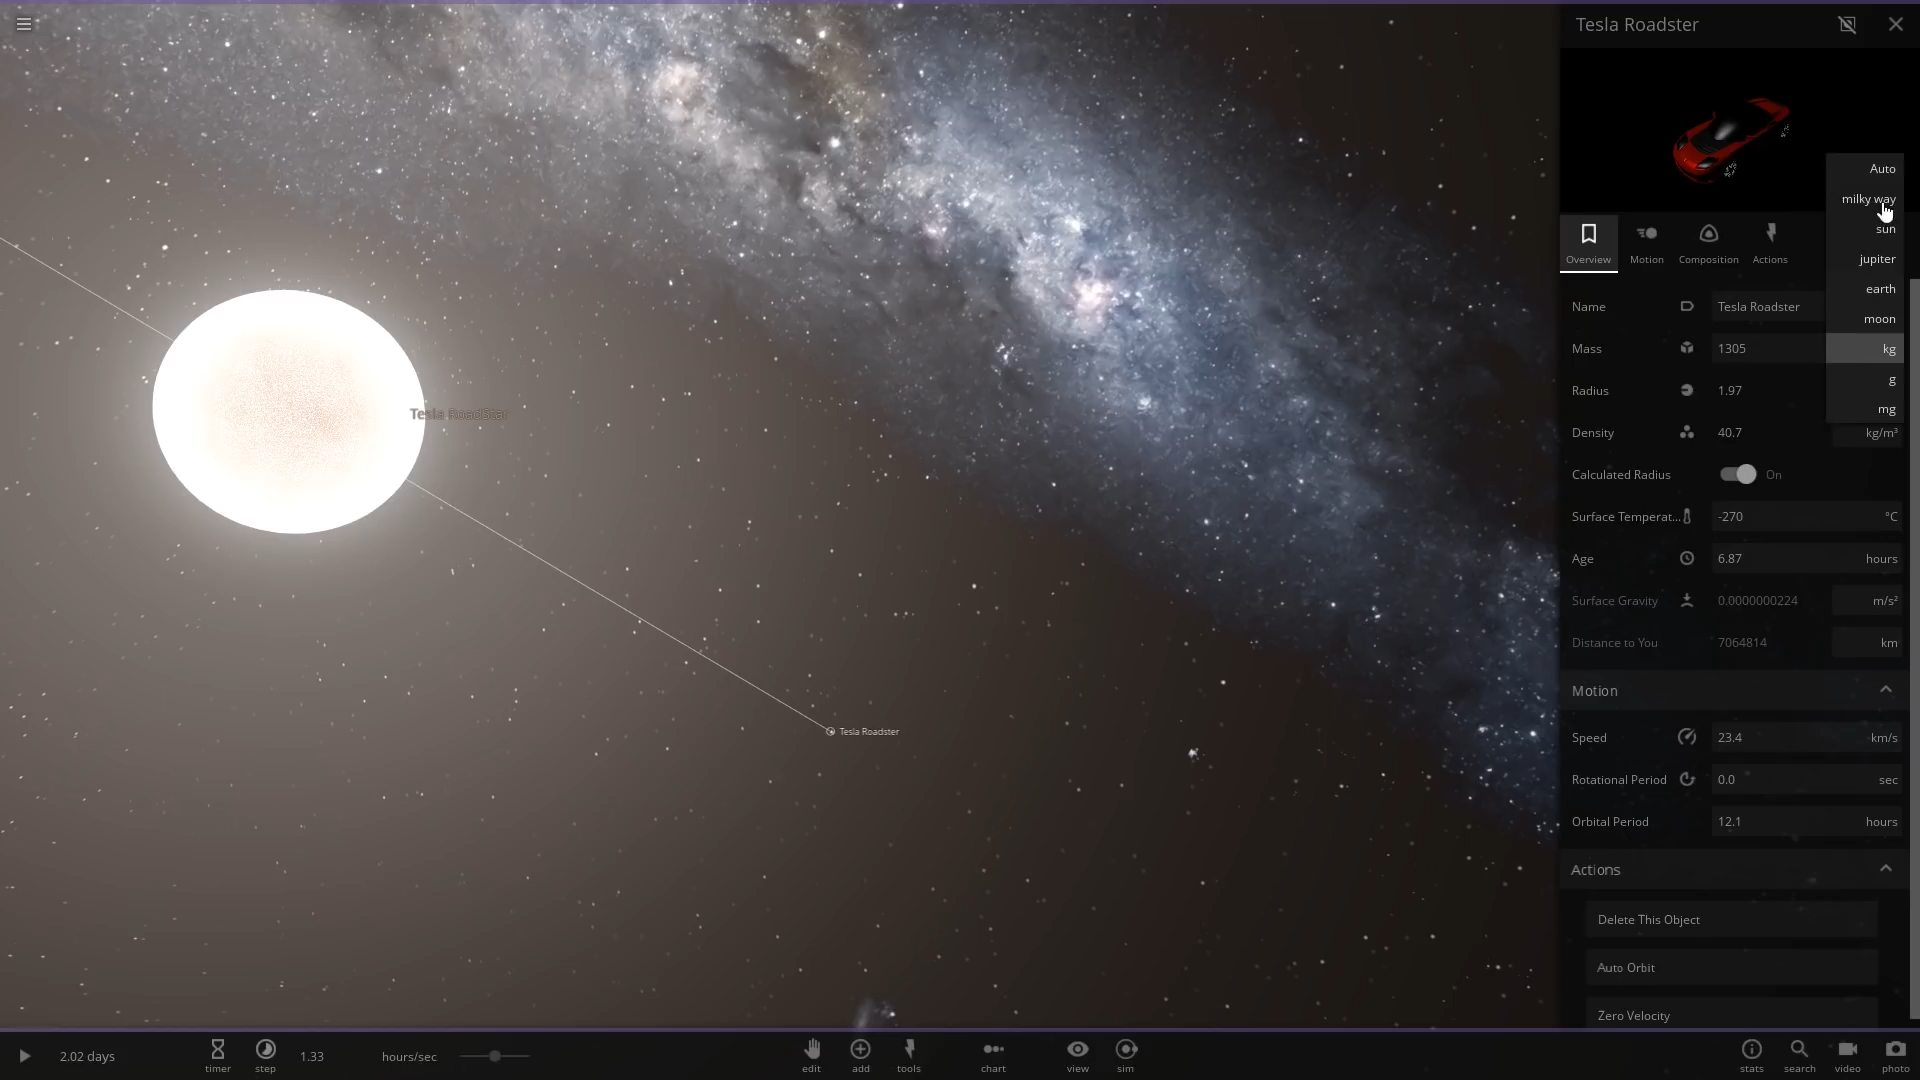 Tesla Roadster
Auto
milky way
sun
jupiter
earth
moon
kg
g
mg
Overview
Motion
Composition
Actions
Name Tesla Roadster
Mass 1305
Radius 1.97
Density 40.7 kg/m³
Calculated Radius On
Surface Temperat... -270 °C
Age 6.87 hours
Surface Gravity 0.0000000224 m/s²
Distance to You 7064814 km
Motion
Speed 23.4 km/s
Rotational Period 0.0 sec
Orbital Period 12.1 hours
Actions
Delete This Object
Auto Orbit
Zero Velocity
Tesla RoadStar
Tesla Roadster
2.02 days
timer
step
1.33 hours/sec
edit
add
tools
chart
view
sim
stats
search
video
photo